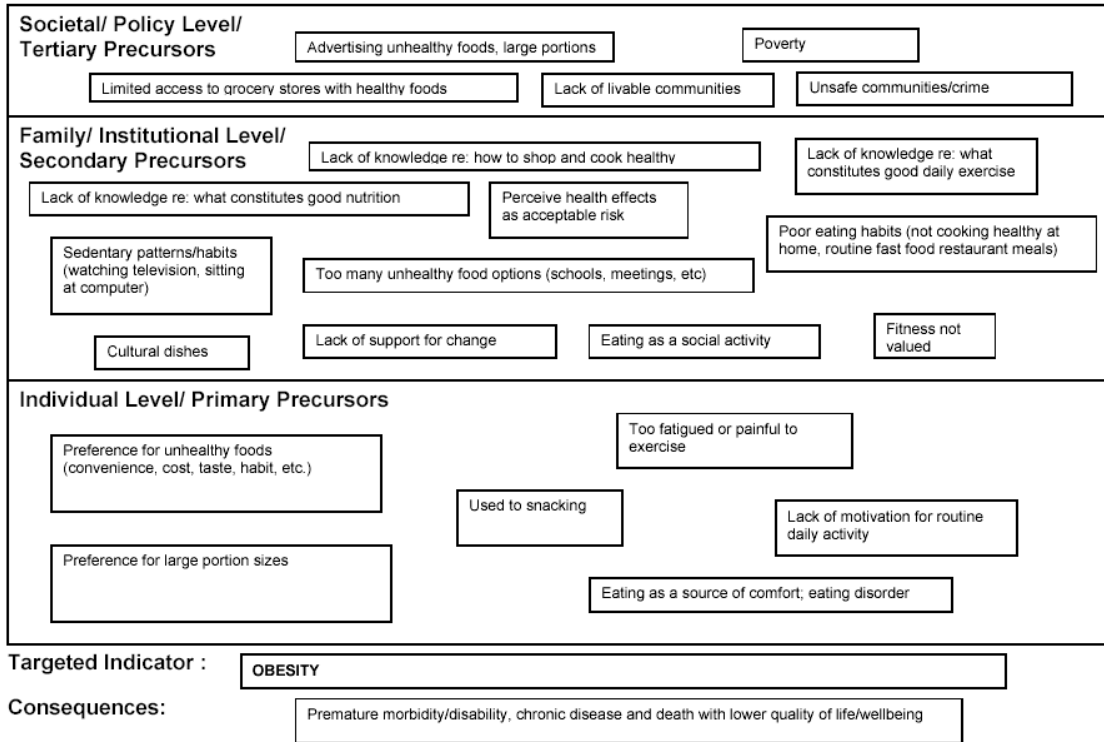 Societal/ Policy Level/
Tertiary Precursors
Advertising unhealthy foods, large portions
Poverty
Limited access to grocery stores with healthy foods
Lack of livable communities
Unsafe communities/crime
Family/ Institutional Level/
Secondary Precursors
Lack of knowledge re: how to shop and cook healthy
Lack of knowledge re: what
constitutes good daily exercise
Lack of knowledge re: what constitutes good nutrition
Perceive health effects
as acceptable risk
Poor eating habits (not cooking healthy at
home, routine fast food restaurant meals)
Sedentary patterns/habits
(watching television, sitting
at computer)
Too many unhealthy food options (schools, meetings, etc)
Cultural dishes
Lack of support for change
Eating as a social activity
Fitness not
valued
Individual Level/ Primary Precursors
Preference for unhealthy foods
(convenience, cost, taste, habit, etc.)
Too fatigued or painful to
exercise
Used to snacking
Lack of motivation for routine
daily activity
Preference for large portion sizes
Eating as a source of comfort; eating disorder
Targeted Indicator :
OBESITY
Consequences:
Premature morbidity/disability, chronic disease and death with lower quality of life/wellbeing